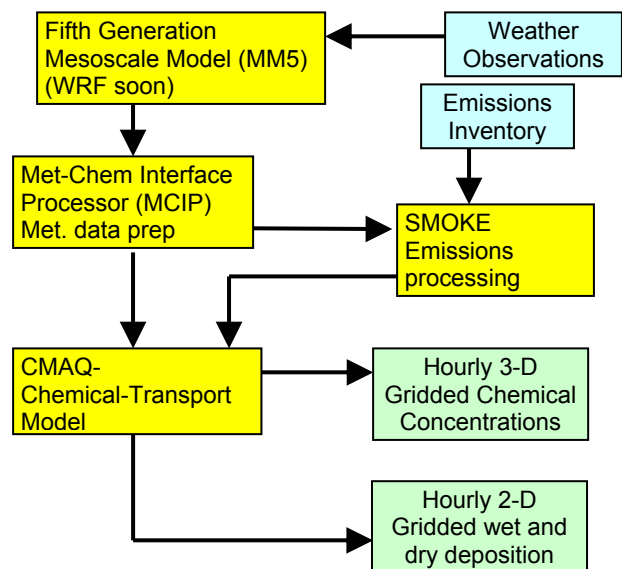 Fifth Generation
Mesoscale Model (MM5)
(WRF soon)
Weather
Observations
Emissions
Inventory
Met-Chem Interface
Processor (MCIP)
Met. data prep
SMOKE
Emissions
processing
CMAQ-
Chemical-Transport
Model
Hourly 3-D
Gridded Chemical
Concentrations
Hourly 2-D
Gridded wet and
dry deposition